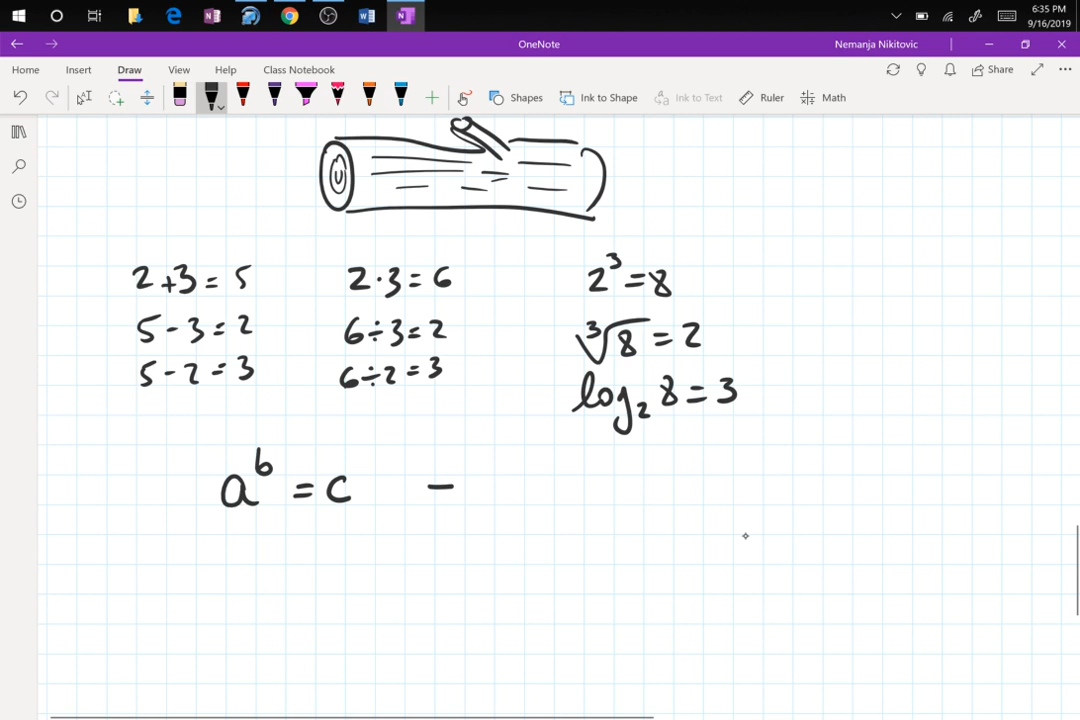 6:35 PM
9/16/2019
OneNote
Nemanja Nikitovic
Home Insert Draw View Help Class Notebook Share
Shapes Ink to Shape Ink to Text Ruler Math
2+3=5 2·3=6 2³=8
5-3=2 6÷3=2 ∛8=2
5-2=3 6÷2=3 log₂ 8=3
aᵇ=c –